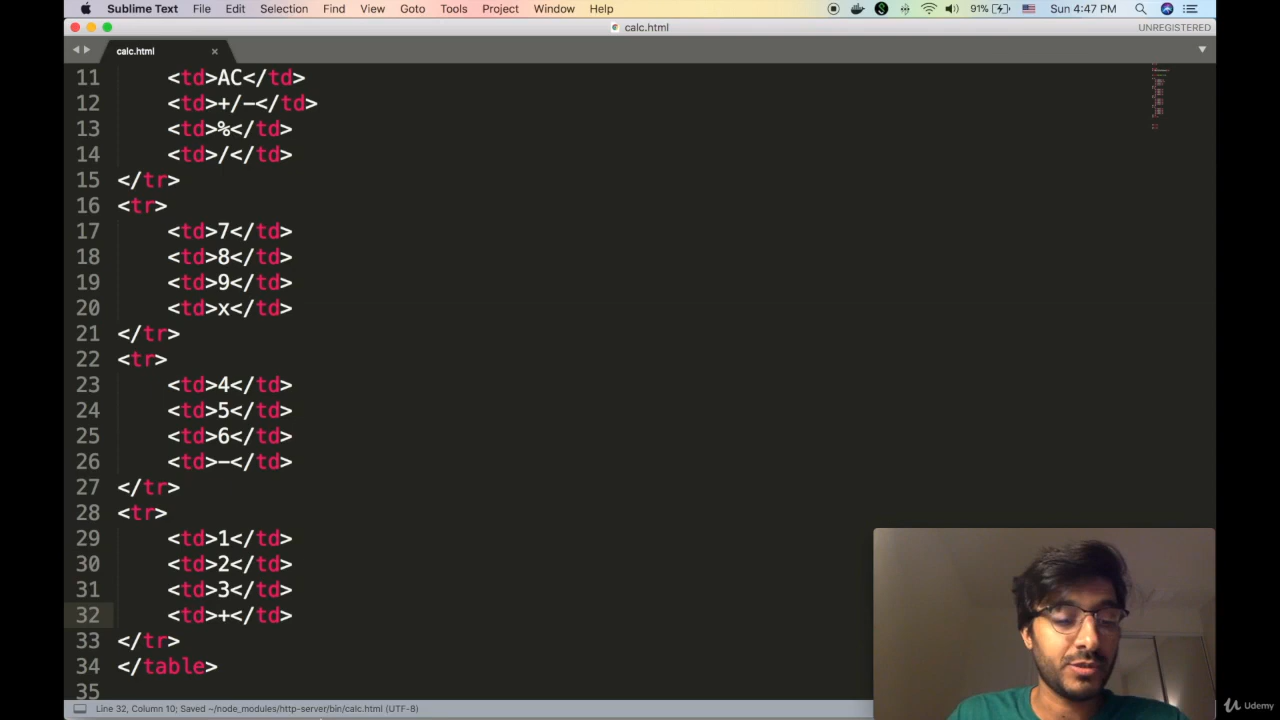 Sublime Text File Edit Selection Find View Goto Tools Project Window Help 91% Sun 4:47 PM
calc.html UNREGISTERED
calc.html
11 <td>AC</td>
12 <td>+/-</td>
13 <td>%</td>
14 <td>/</td>
15 </tr>
16 <tr>
17 <td>7</td>
18 <td>8</td>
19 <td>9</td>
20 <td>x</td>
21 </tr>
22 <tr>
23 <td>4</td>
24 <td>5</td>
25 <td>6</td>
26 <td>-</td>
27 </tr>
28 <tr>
29 <td>1</td>
30 <td>2</td>
31 <td>3</td>
32 <td>+</td>
33 </tr>
34 </table>
35
Line 32, Column 10; Saved ~/node_modules/http-server/bin/calc.html (UTF-8)
Udemy